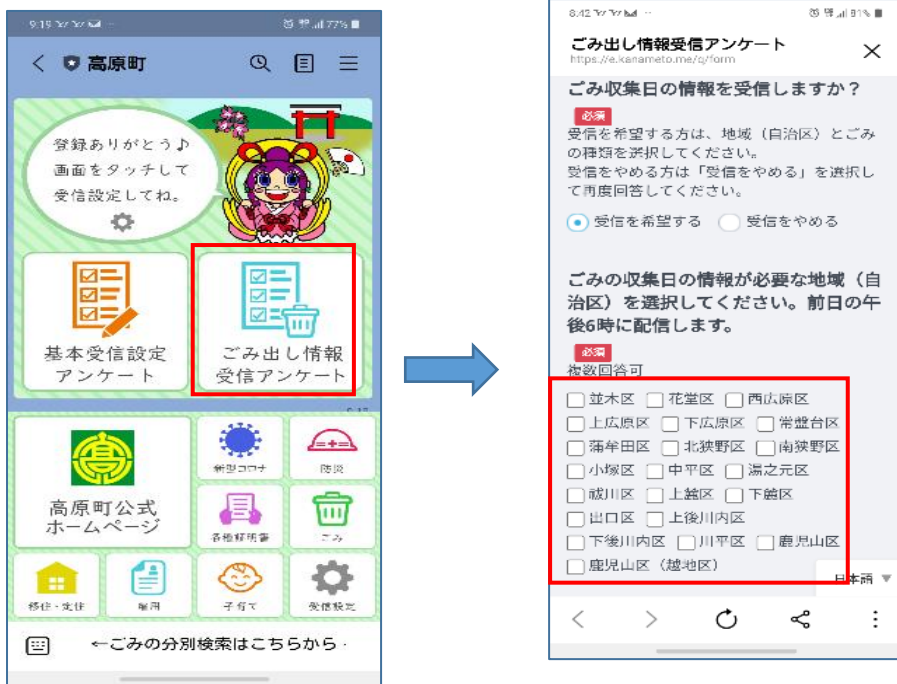 9:19
77%
高原町
登録ありがとう♪
画面をタッチして
受信設定してね。
基本受信設定
アンケート
ごみ出し情報
受信アンケート
高原町公式
ホームページ
新型コロナ
防災
各種証明書
ごみ
移住・定住
雇用
子育て
受信設定
←ごみの分別検索はこちらから・
8:42
81%
ごみ出し情報受信アンケート
https://e.kanameto.me/q/form
ごみ収集日の情報を受信しますか？
必須
受信を希望する方は、地域（自治区）とごみ
の種類を選択してください。
受信をやめる方は「受信をやめる」を選択し
て再度回答してください。
受信を希望する 受信をやめる
ごみの収集日の情報が必要な地域（自
治区）を選択してください。前日の午
後6時に配信します。
必須
複数回答可
並木区 花堂区 西広原区
上広原区 下広原区 常盤台区
蒲牟田区 北狭野区 南狭野区
小塚区 中平区 湯之元区
祓川区 上麓区 下麓区
出口区 上後川内区
下後川内区 川平区 鹿児山区
鹿児山区（越地区）
日本語